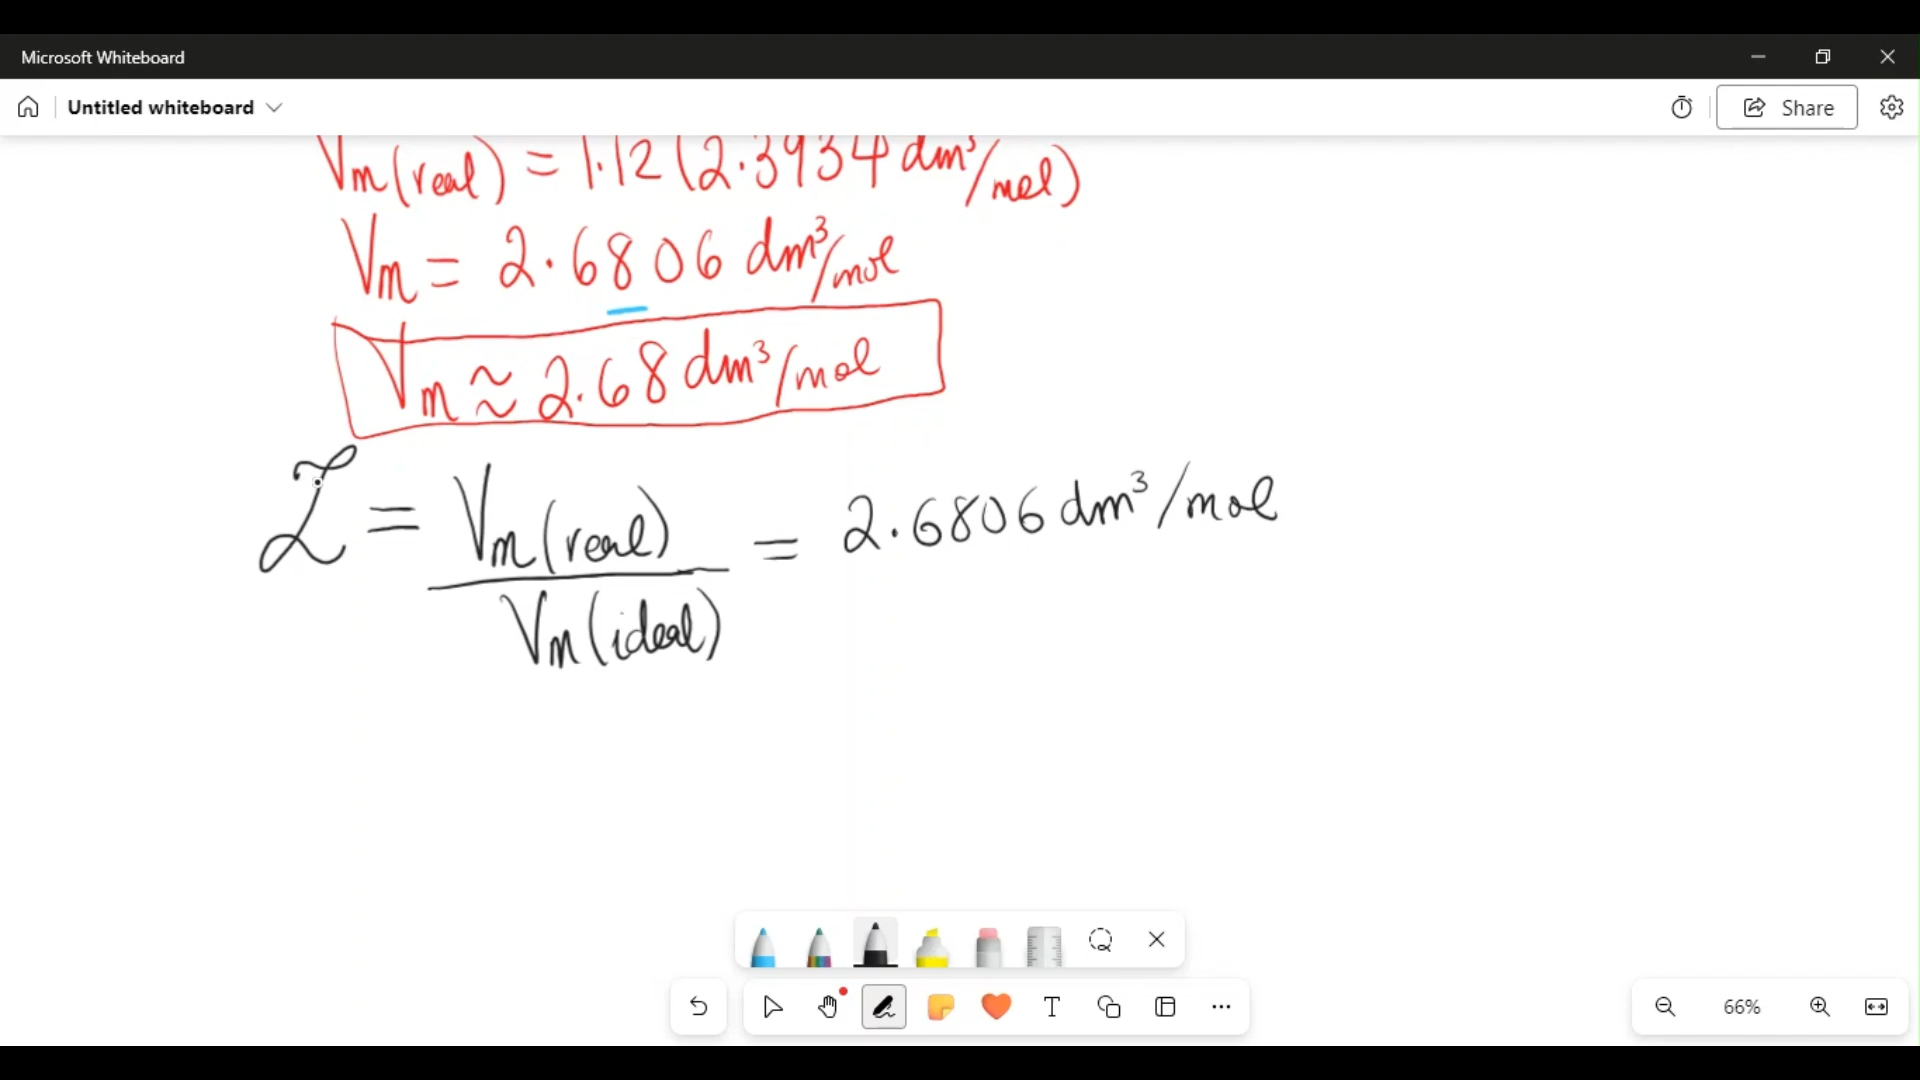 Microsoft Whiteboard
Untitled whiteboard
Share
Vm(real) = 1.12(2.3934 dm³/mol)
Vm = 2.6806 dm³/mol
Vm ≈ 2.68 dm³/mol
Z = Vm(real) / Vm(ideal) = 2.6806 dm³/mol
66%